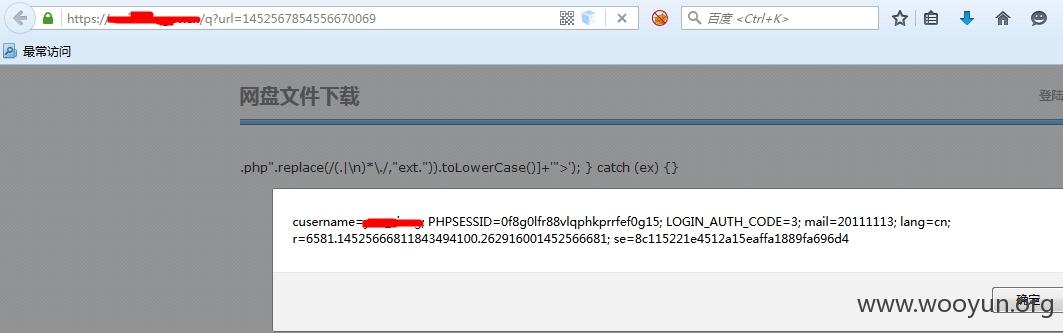 https:// /q?url=1452567854556670069
百度 <Ctrl+K>
最常访问
网盘文件下载
登陆
.php".replace(/(.|\n)*\./,"ext.")).toLowerCase()]+'">'); } catch (ex) {}
cusername= ; PHPSESSID=0f8g0lfr88vlqphkprrfef0g15; LOGIN_AUTH_CODE=3; mail=20111113; lang=cn;
r=6581.14525666811843494100.262916001452566681; se=8c115221e4512a15eaffa1889fa696d4
确定
www.wooyun.org